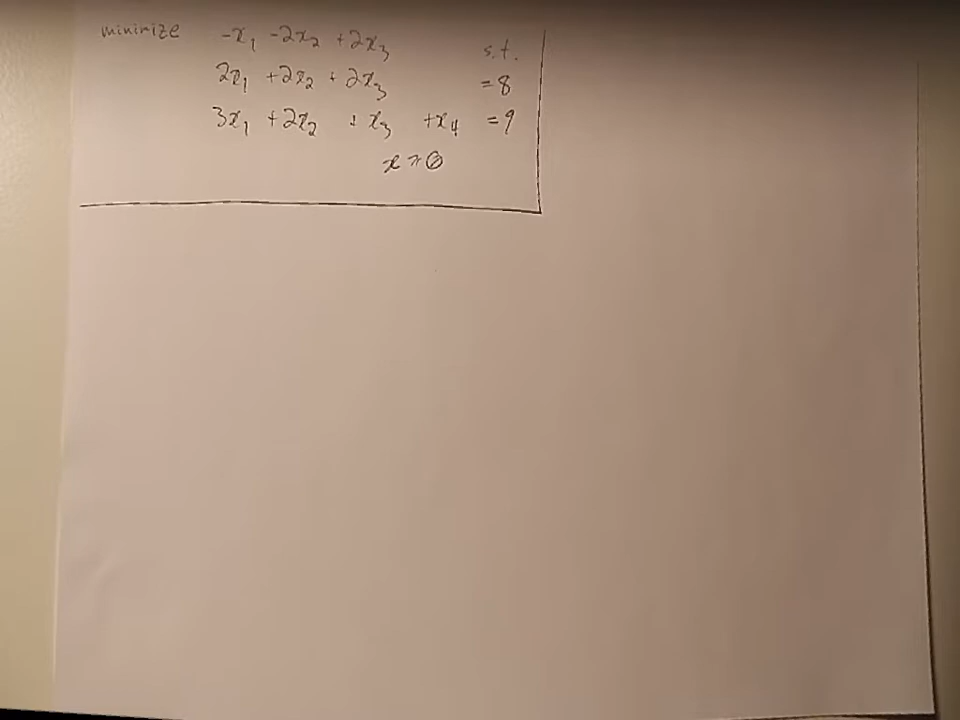 minimize -x₁ -2x₂ +2x₃ s.t.
2x₁ +2x₂ + 2x₃ =8
3x₁ +2x₂ + x₃ +x₄ =9
x ≥ 0